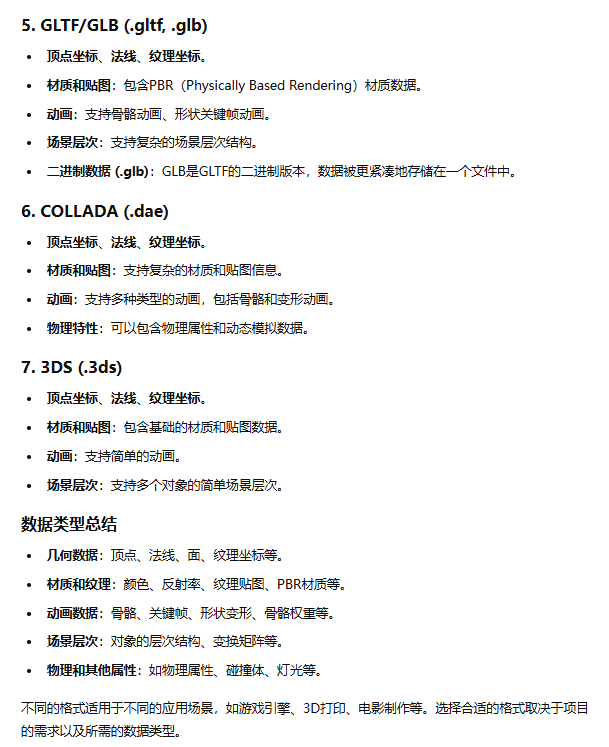 5. GLTF/GLB (.gltf, .glb)
• 顶点坐标、法线、纹理坐标。
• 材质和贴图：包含PBR（Physically Based Rendering）材质数据。
• 动画：支持骨骼动画、形状关键帧动画。
• 场景层次：支持复杂的场景层次结构。
• 二进制数据 (.glb)：GLB是GLTF的二进制版本，数据被更紧凑地存储在一个文件中。
6. COLLADA (.dae)
• 顶点坐标、法线、纹理坐标。
• 材质和贴图：支持复杂的材质和贴图信息。
• 动画：支持多种类型的动画，包括骨骼和变形动画。
• 物理特性：可以包含物理属性和动态模拟数据。
7. 3DS (.3ds)
• 顶点坐标、法线、纹理坐标。
• 材质和贴图：包含基础的材质和贴图数据。
• 动画：支持简单的动画。
• 场景层次：支持多个对象的简单场景层次。
数据类型总结
• 几何数据：顶点、法线、面、纹理坐标等。
• 材质和纹理：颜色、反射率、纹理贴图、PBR材质等。
• 动画数据：骨骼、关键帧、形状变形、骨骼权重等。
• 场景层次：对象的层次结构、变换矩阵等。
• 物理和其他属性：如物理属性、碰撞体、灯光等。
不同的格式适用于不同的应用场景，如游戏引擎、3D打印、电影制作等。选择合适的格式取决于项目
的需求以及所需的数据类型。